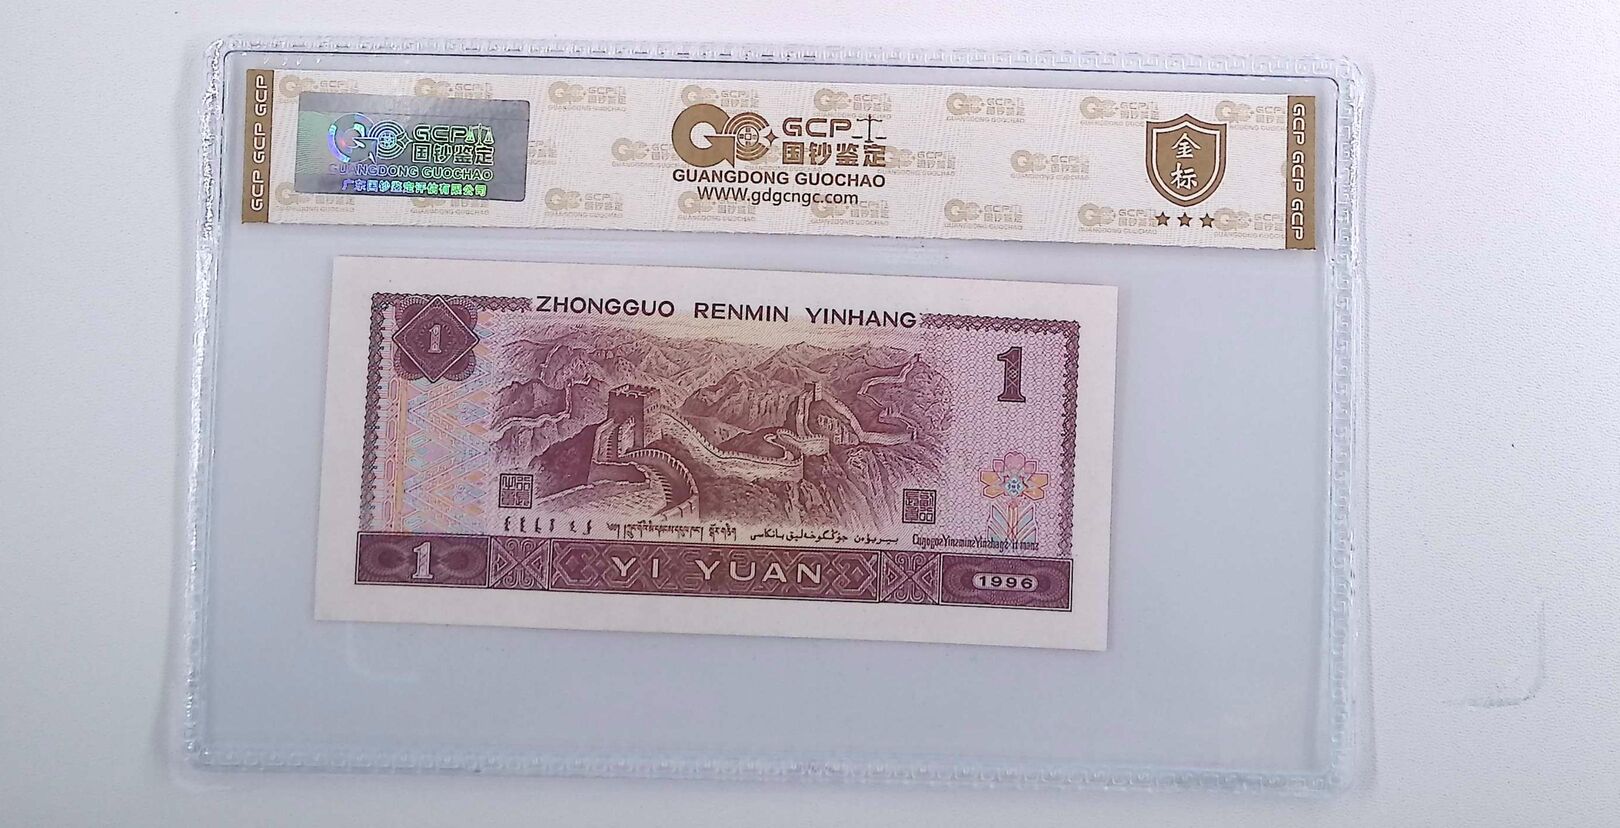 GCP GCP GCP
GCP
国钞鉴定
GUANGDONG GUOCHAO
广东国钞鉴定评估有限公司
GCP
国钞鉴定
GUANGDONG GUOCHAO
WWW.gdgcngc.com
金标
GCP GCP GCP
ZHONGGUO RENMIN YINHANG
1
1
1
YI YUAN
1996